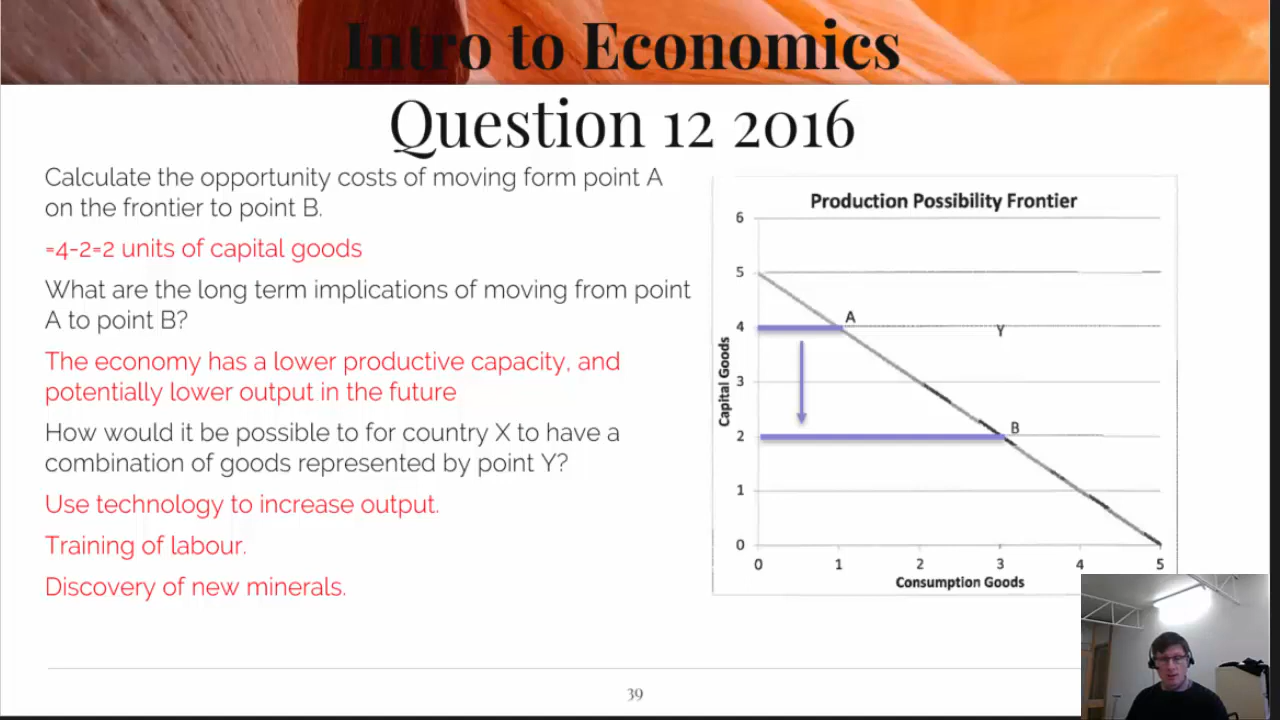 Intro to Economics
Question 12 2016
Calculate the opportunity costs of moving form point A
on the frontier to point B.
=4-2=2 units of capital goods
What are the long term implications of moving from point
A to point B?
The economy has a lower productive capacity, and
potentially lower output in the future
How would it be possible to for country X to have a
combination of goods represented by point Y?
Use technology to increase output.
Training of labour.
Discovery of new minerals.
Production Possibility Frontier
6
5
4
3
2
1
0
Capital Goods
A
Y
B
0 1 2 3 4 5
Consumption Goods
39